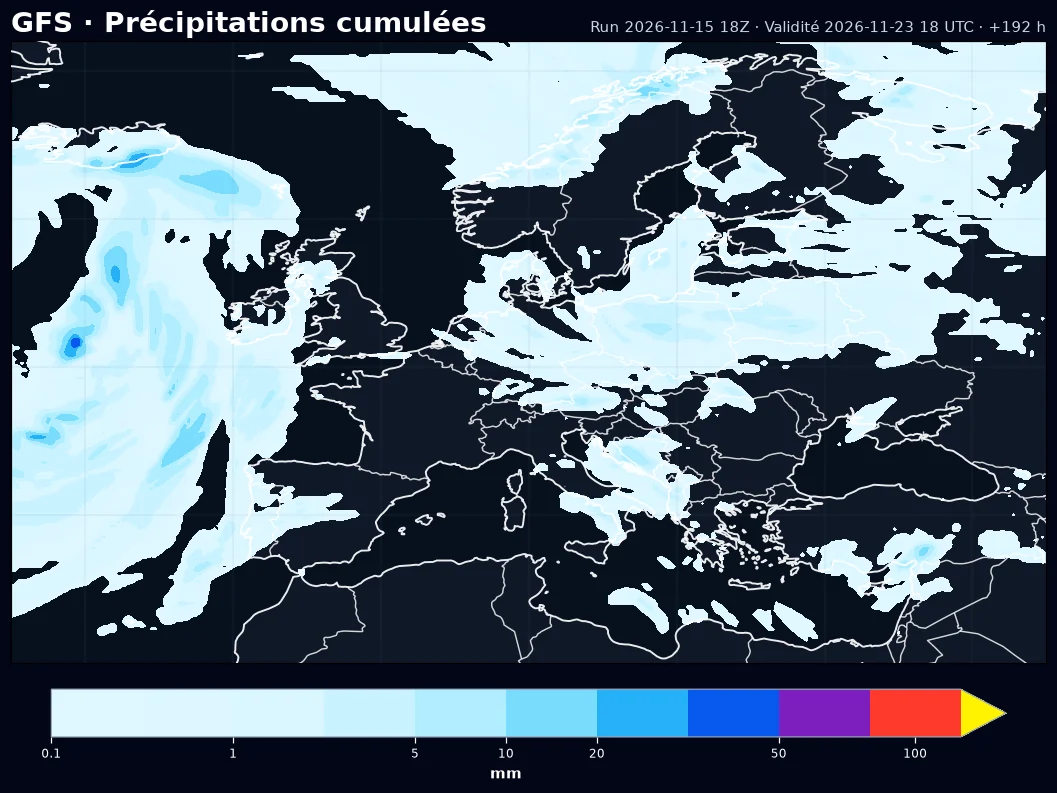 GFS · Précipitations cumulées
Run 2026-11-15 18Z · Validité 2026-11-23 18 UTC · +192 h
0.1 1 5 10 20 50 100
mm